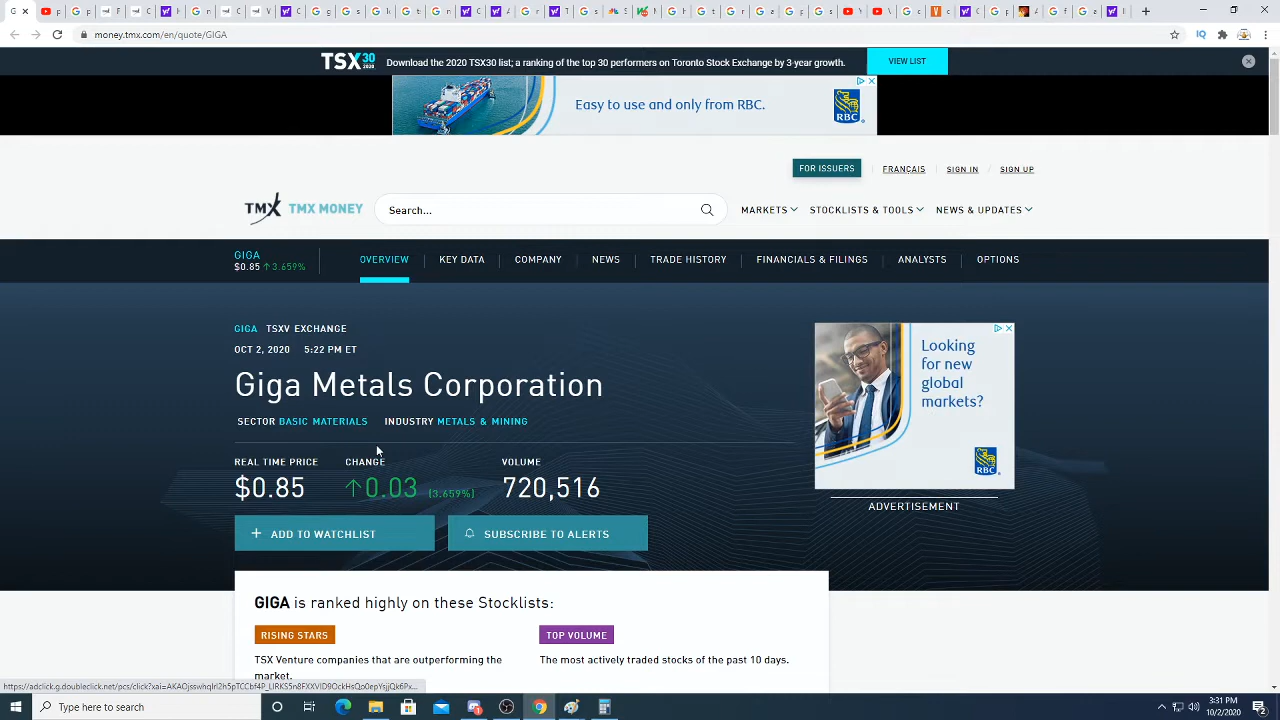 money.tmx.com/en/quote/GIGA
TSX30 2020 Download the 2020 TSX30 list; a ranking of the top 30 performers on Toronto Stock Exchange by 3-year growth. VIEW LIST
Easy to use and only from RBC. RBC
FOR ISSUERS FRANCAIS SIGN IN / SIGN UP
TMX TMX MONEY Search... MARKETS STOCKLISTS & TOOLS NEWS & UPDATES
GIGA
$0.85 ↑3.659%
OVERVIEW KEY DATA COMPANY NEWS TRADE HISTORY FINANCIALS & FILINGS ANALYSTS OPTIONS
GIGA TSXV EXCHANGE
OCT 2, 2020 5:22 PM ET
Giga Metals Corporation
SECTOR BASIC MATERIALS INDUSTRY METALS & MINING
REAL TIME PRICE CHANGE VOLUME
$0.85 ↑0.03 (3.659%) 720,516
+ ADD TO WATCHLIST SUBSCRIBE TO ALERTS
Looking
for new
global
markets?
RBC
ADVERTISEMENT
GIGA is ranked highly on these Stocklists:
RISING STARS TOP VOLUME
TSX Venture companies that are outperforming the
market.
The most actively traded stocks of the past 10 days.
Type here to search
3:31 PM
10/2/2020